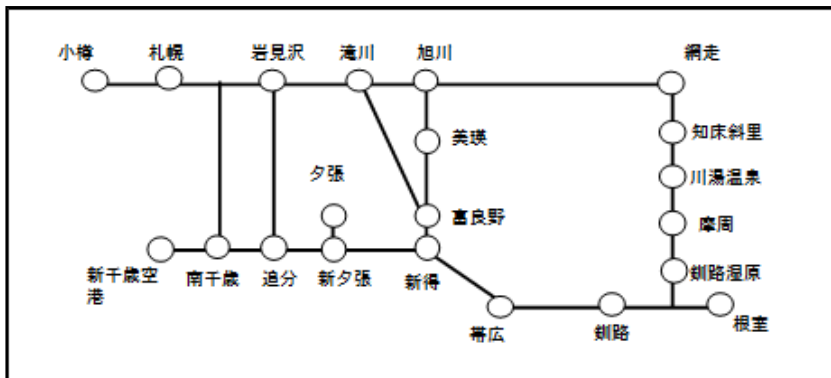 小樽
札幌
岩見沢
滝川
旭川
網走
知床斜里
美瑛
川湯温泉
夕張
富良野
摩周
新千歳空
港
南千歳
追分
新夕張
新得
釧路湿原
帯広
釧路
根室